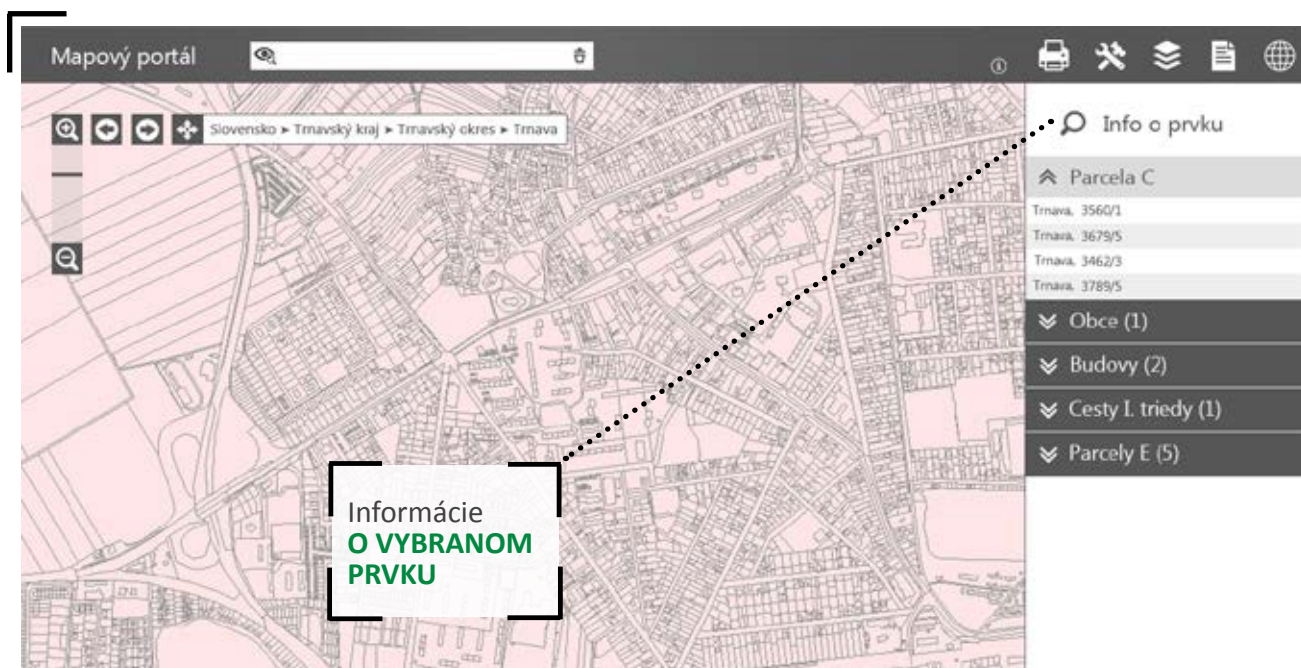 Mapový portál
Slovensko ▸ Trnavský kraj ▸ Trnavský okres ▸ Trnava
Info o prvku
Parcela C
Trnava, 3560/1
Trnava, 3679/5
Trnava, 3462/3
Trnava, 3789/5
Obce (1)
Budovy (2)
Cesty I. triedy (1)
Parcely E (5)
Informácie
O VYBRANOM
PRVKU